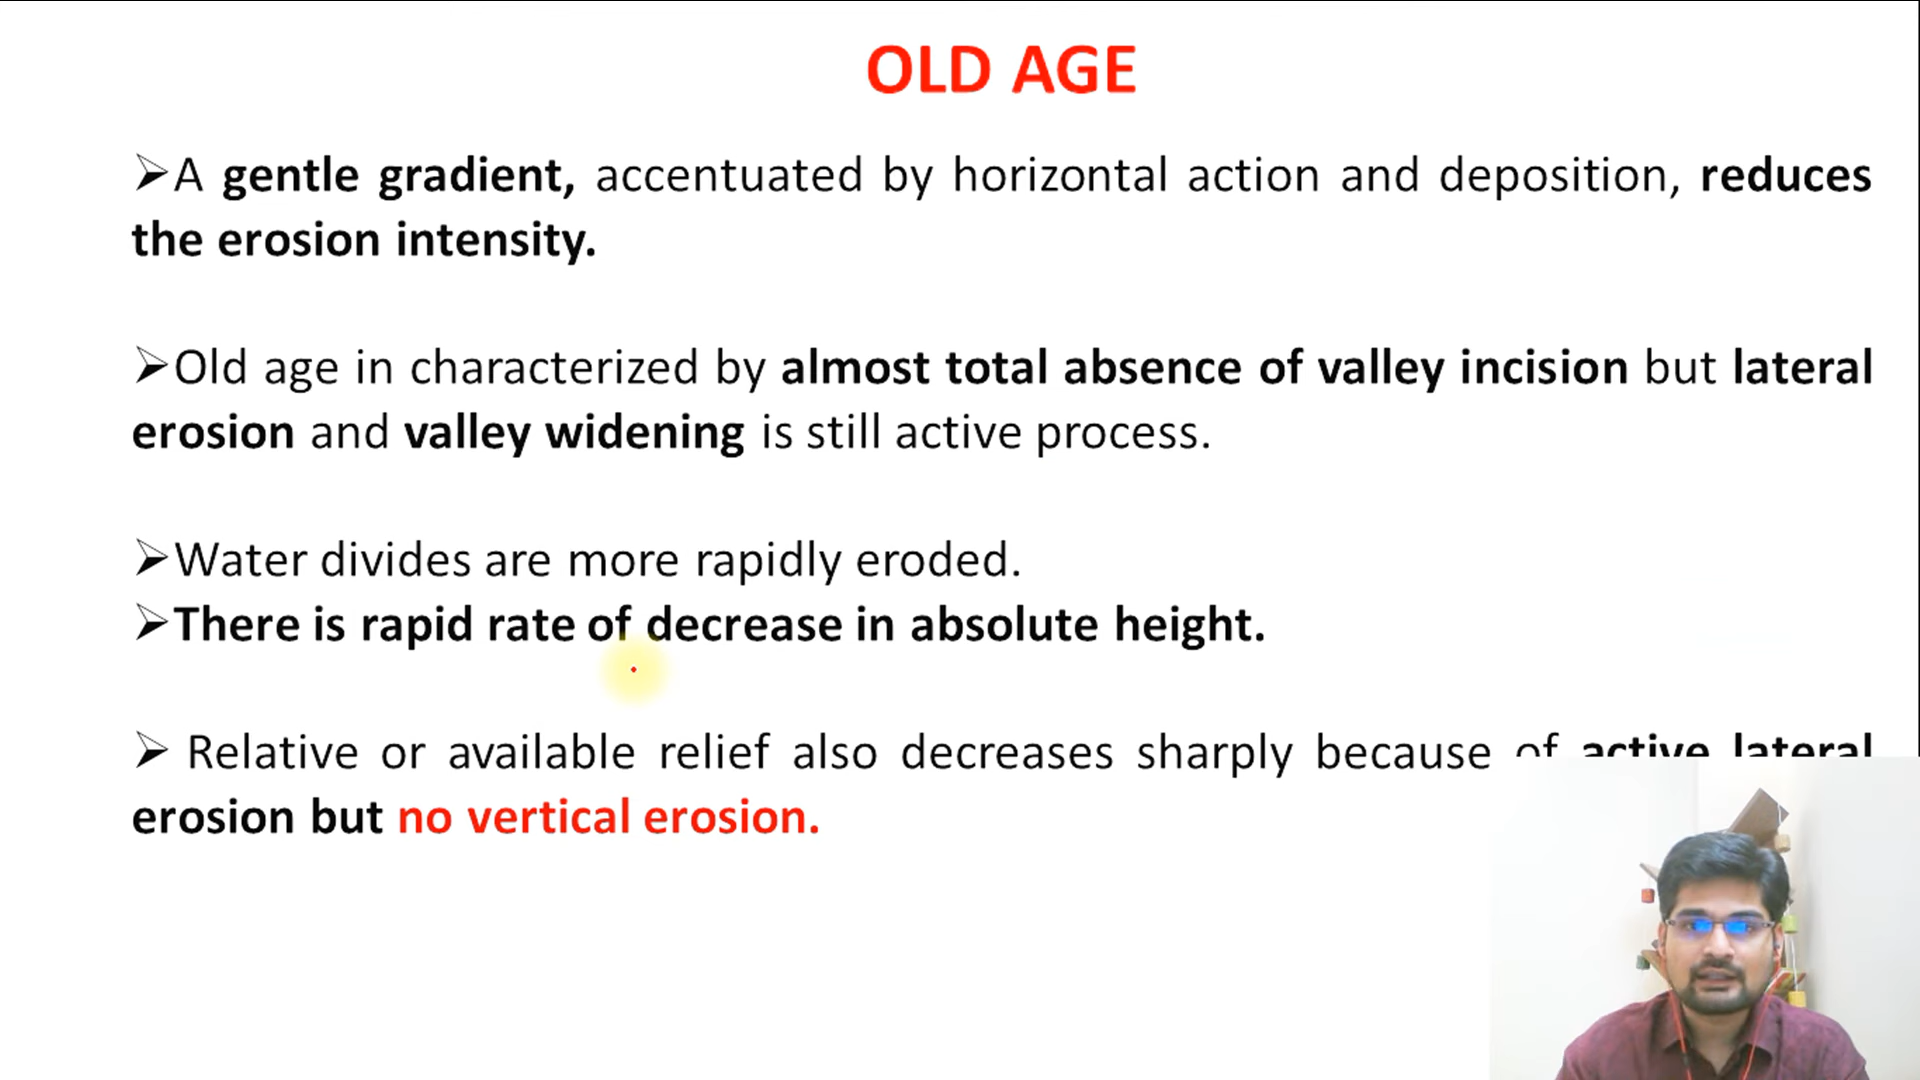 OLD AGE
➢A gentle gradient, accentuated by horizontal action and deposition, reduces
the erosion intensity.
➢Old age in characterized by almost total absence of valley incision but lateral
erosion and valley widening is still active process.
➢Water divides are more rapidly eroded.
➢There is rapid rate of decrease in absolute height.
➢ Relative or available relief also decreases sharply because of active lateral
erosion but no vertical erosion.